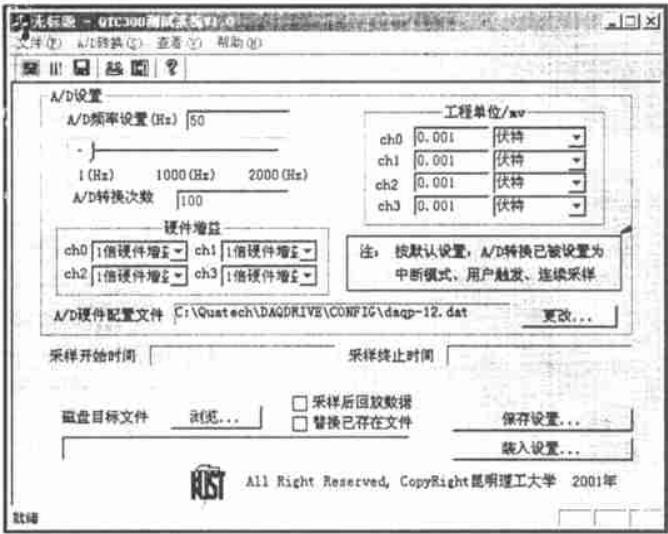 无标题 - QTC300测试系统V1.0
文件(F) A/D转换(C) 查看(V) 帮助(H)
A/D设置
A/D频率设置(Hz) 50
1(Hz) 1000(Hz) 2000(Hz)
A/D转换次数 100
工程单位/mv
ch0 0.001 伏特
ch1 0.001 伏特
ch2 0.001 伏特
ch3 0.001 伏特
硬件增益
ch0 1倍硬件增益 ch1 1倍硬件增益
ch2 1倍硬件增益 ch3 1倍硬件增益
注: 按默认设置, A/D转换已被设置为
中断模式、用户触发、连续采样
A/D硬件配置文件 C:\Quatech\DAQDRIVE\CONFIG\daqp-12.dat 更改...
采样开始时间 采样终止时间
磁盘目标文件 浏览...
采样后回放数据
替换已存在文件
保存设置...
装入设置...
KUST All Right Reserved, CopyRight昆明理工大学 2001年
就绪